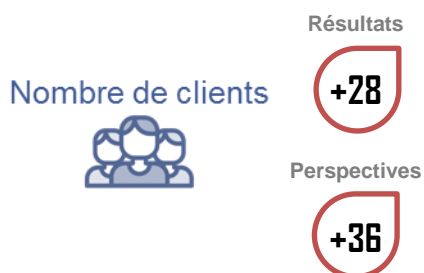 Résultats
+28
Nombre de clients
Perspectives
+36